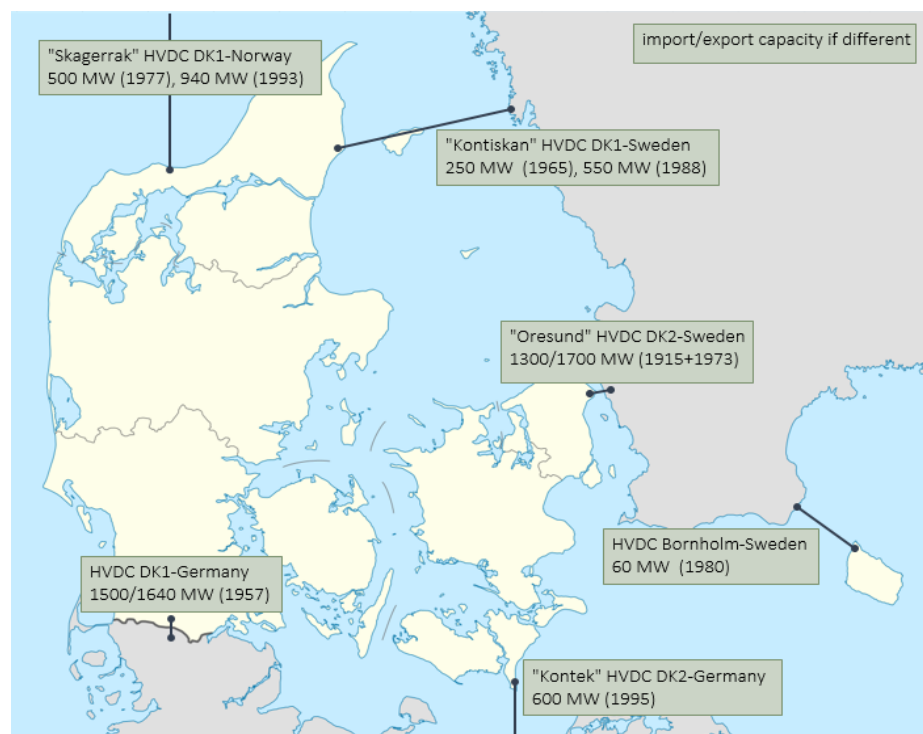 "Skagerrak" HVDC DK1-Norway
500 MW (1977), 940 MW (1993)
import/export capacity if different
"Kontiskan" HVDC DK1-Sweden
250 MW  (1965), 550 MW (1988)
"Oresund" HVDC DK2-Sweden
1300/1700 MW (1915+1973)
HVDC Bornholm-Sweden
60 MW  (1980)
HVDC DK1-Germany
1500/1640 MW (1957)
"Kontek" HVDC DK2-Germany
600 MW (1995)